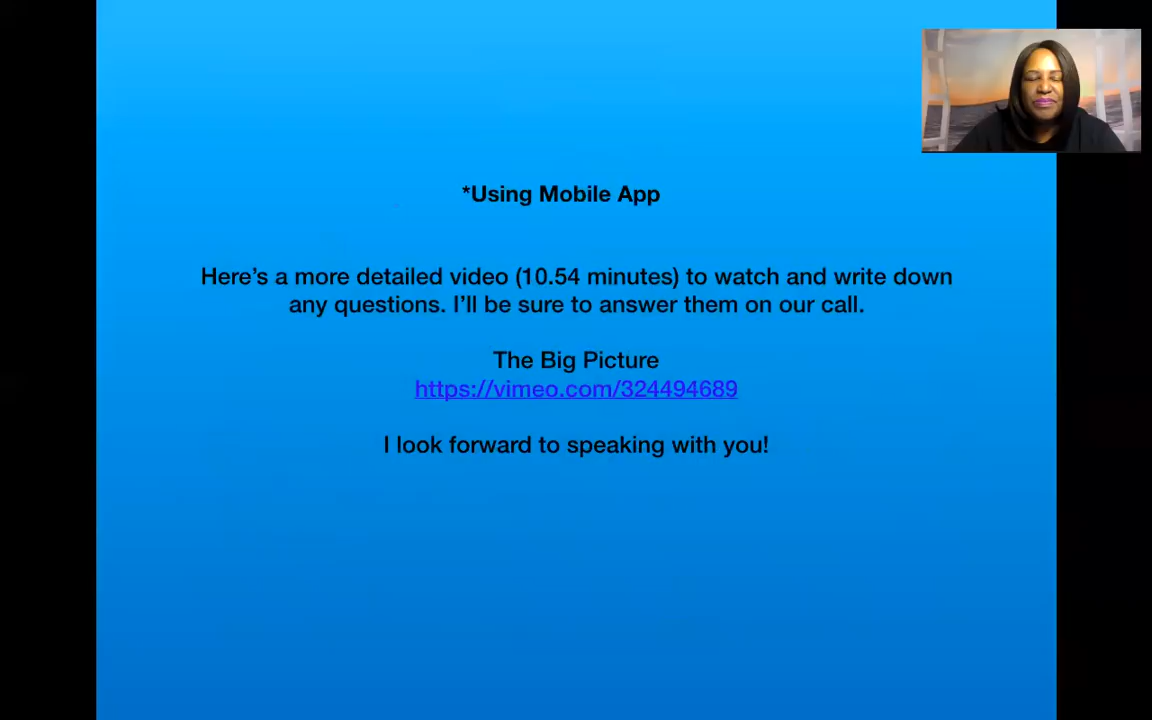 *Using Mobile App
Here’s a more detailed video (10.54 minutes) to watch and write down
any questions. I’ll be sure to answer them on our call.
The Big Picture
https://vimeo.com/324494689
I look forward to speaking with you!